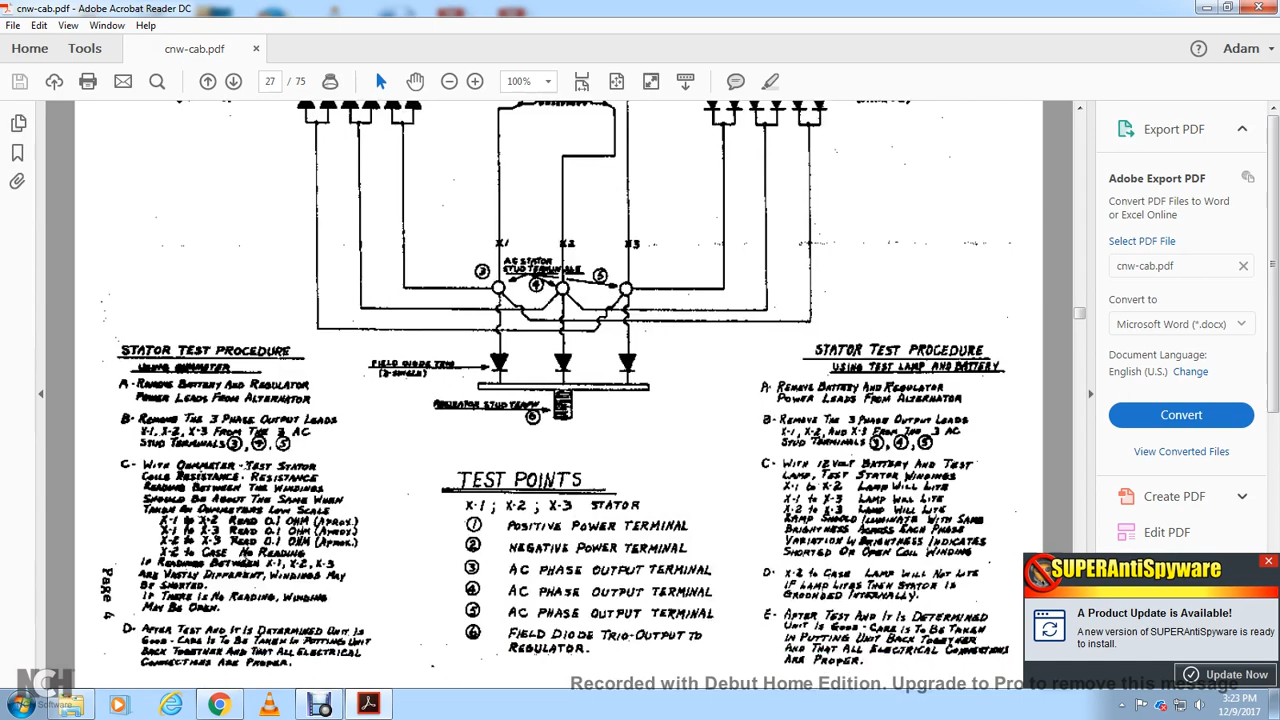 cnw-cab.pdf - Adobe Acrobat Reader DC
File Edit View Window Help
Home Tools cnw-cab.pdf × Adam
27 / 75 100%
X1 X2 X3
AC STATOR
STUD TERMINALS
3 4 5
STATOR TEST PROCEDURE
USING OHMMETER
A- REMOVE BATTERY AND REGULATOR
POWER LEADS FROM ALTERNATOR
B- REMOVE THE 3 PHASE OUTPUT LEADS
X-1, X-2, X-3 FROM THE 3 AC
STUD TERMINALS 3, 4, 5
C- WITH OHMMETER - TEST STATOR
COILS RESISTANCE - RESISTANCE
READING BETWEEN THE WINDINGS
SHOULD BE ABOUT THE SAME WHEN
TAKEN ON OHMMETERS LOW SCALE
X-1 TO X-2 READ 0.1 OHM (APROX.)
X-1 TO X-3 READ 0.1 OHM (APROX.)
X-2 TO X-3 READ 0.1 OHM (APROX.)
X-2 TO CASE NO READING
IF READINGS BETWEEN X-1, X-2, X-3
ARE VASTLY DIFFERENT, WINDINGS MAY
BE SHORTED.
IF THERE IS NO READING, WINDING
MAY BE OPEN.
D- AFTER TEST AND IT IS DETERMINED UNIT IS
GOOD - CARE IS TO BE TAKEN IN PUTTING UNIT
BACK TOGETHER AND THAT ALL ELECTRICAL
CONNECTIONS ARE PROPER.
PAGE 4
FIELD DIODE TRIO
(3-SINGLE)
6
TEST POINTS
X-1 ; X-2 ; X-3 STATOR
1 POSITIVE POWER TERMINAL
2 NEGATIVE POWER TERMINAL
3 AC PHASE OUTPUT TERMINAL
4 AC PHASE OUTPUT TERMINAL
5 AC PHASE OUTPUT TERMINAL
6 FIELD DIODE TRIO-OUTPUT TO
REGULATOR.
STATOR TEST PROCEDURE
USING TEST LAMP AND BATTERY
A- REMOVE BATTERY AND REGULATOR
POWER LEADS FROM ALTERNATOR
B- REMOVE THE 3 PHASE OUTPUT LEADS
X-1, X-2, AND X-3 FROM THE 3 AC
STUD TERMINALS 3, 4, 5
C- WITH 12 VOLT BATTERY AND TEST
LAMP, TEST STATOR WINDINGS
X-1 TO X-2 LAMP WILL LITE
X-1 TO X-3 LAMP WILL LITE
X-2 TO X-3 LAMP WILL LITE
LAMP SHOULD ILLUMINATE WITH SAME
BRIGHTNESS ACROSS EACH PHASE
VARIATION IN BRIGHTNESS INDICATES
SHORTED OR OPEN COIL WINDING
D- X-2 TO CASE LAMP WILL NOT LITE
IF LAMP LITES THEN STATOR IS
GROUNDED INTERNALLY.
E- AFTER TEST AND IT IS DETERMINED
UNIT IS GOOD - CARE IS TO BE TAKEN
IN PUTTING UNIT BACK TOGETHER
AND THAT ALL ELECTRICAL CONNECTIONS
ARE PROPER.
Export PDF
Adobe Export PDF
Convert PDF Files to Word
or Excel Online
Select PDF File
cnw-cab.pdf
Convert to
Microsoft Word (*.docx)
Document Language:
English (U.S.) Change
Convert
View Converted Files
Create PDF
Edit PDF
SUPERAntiSpyware
A Product Update is Available!
A new version of SUPERAntiSpyware is ready
to install.
Update Now
NCH
Software
Recorded with Debut Home Edition. Upgrade to Pro to remove this message
3:23 PM
12/9/2017